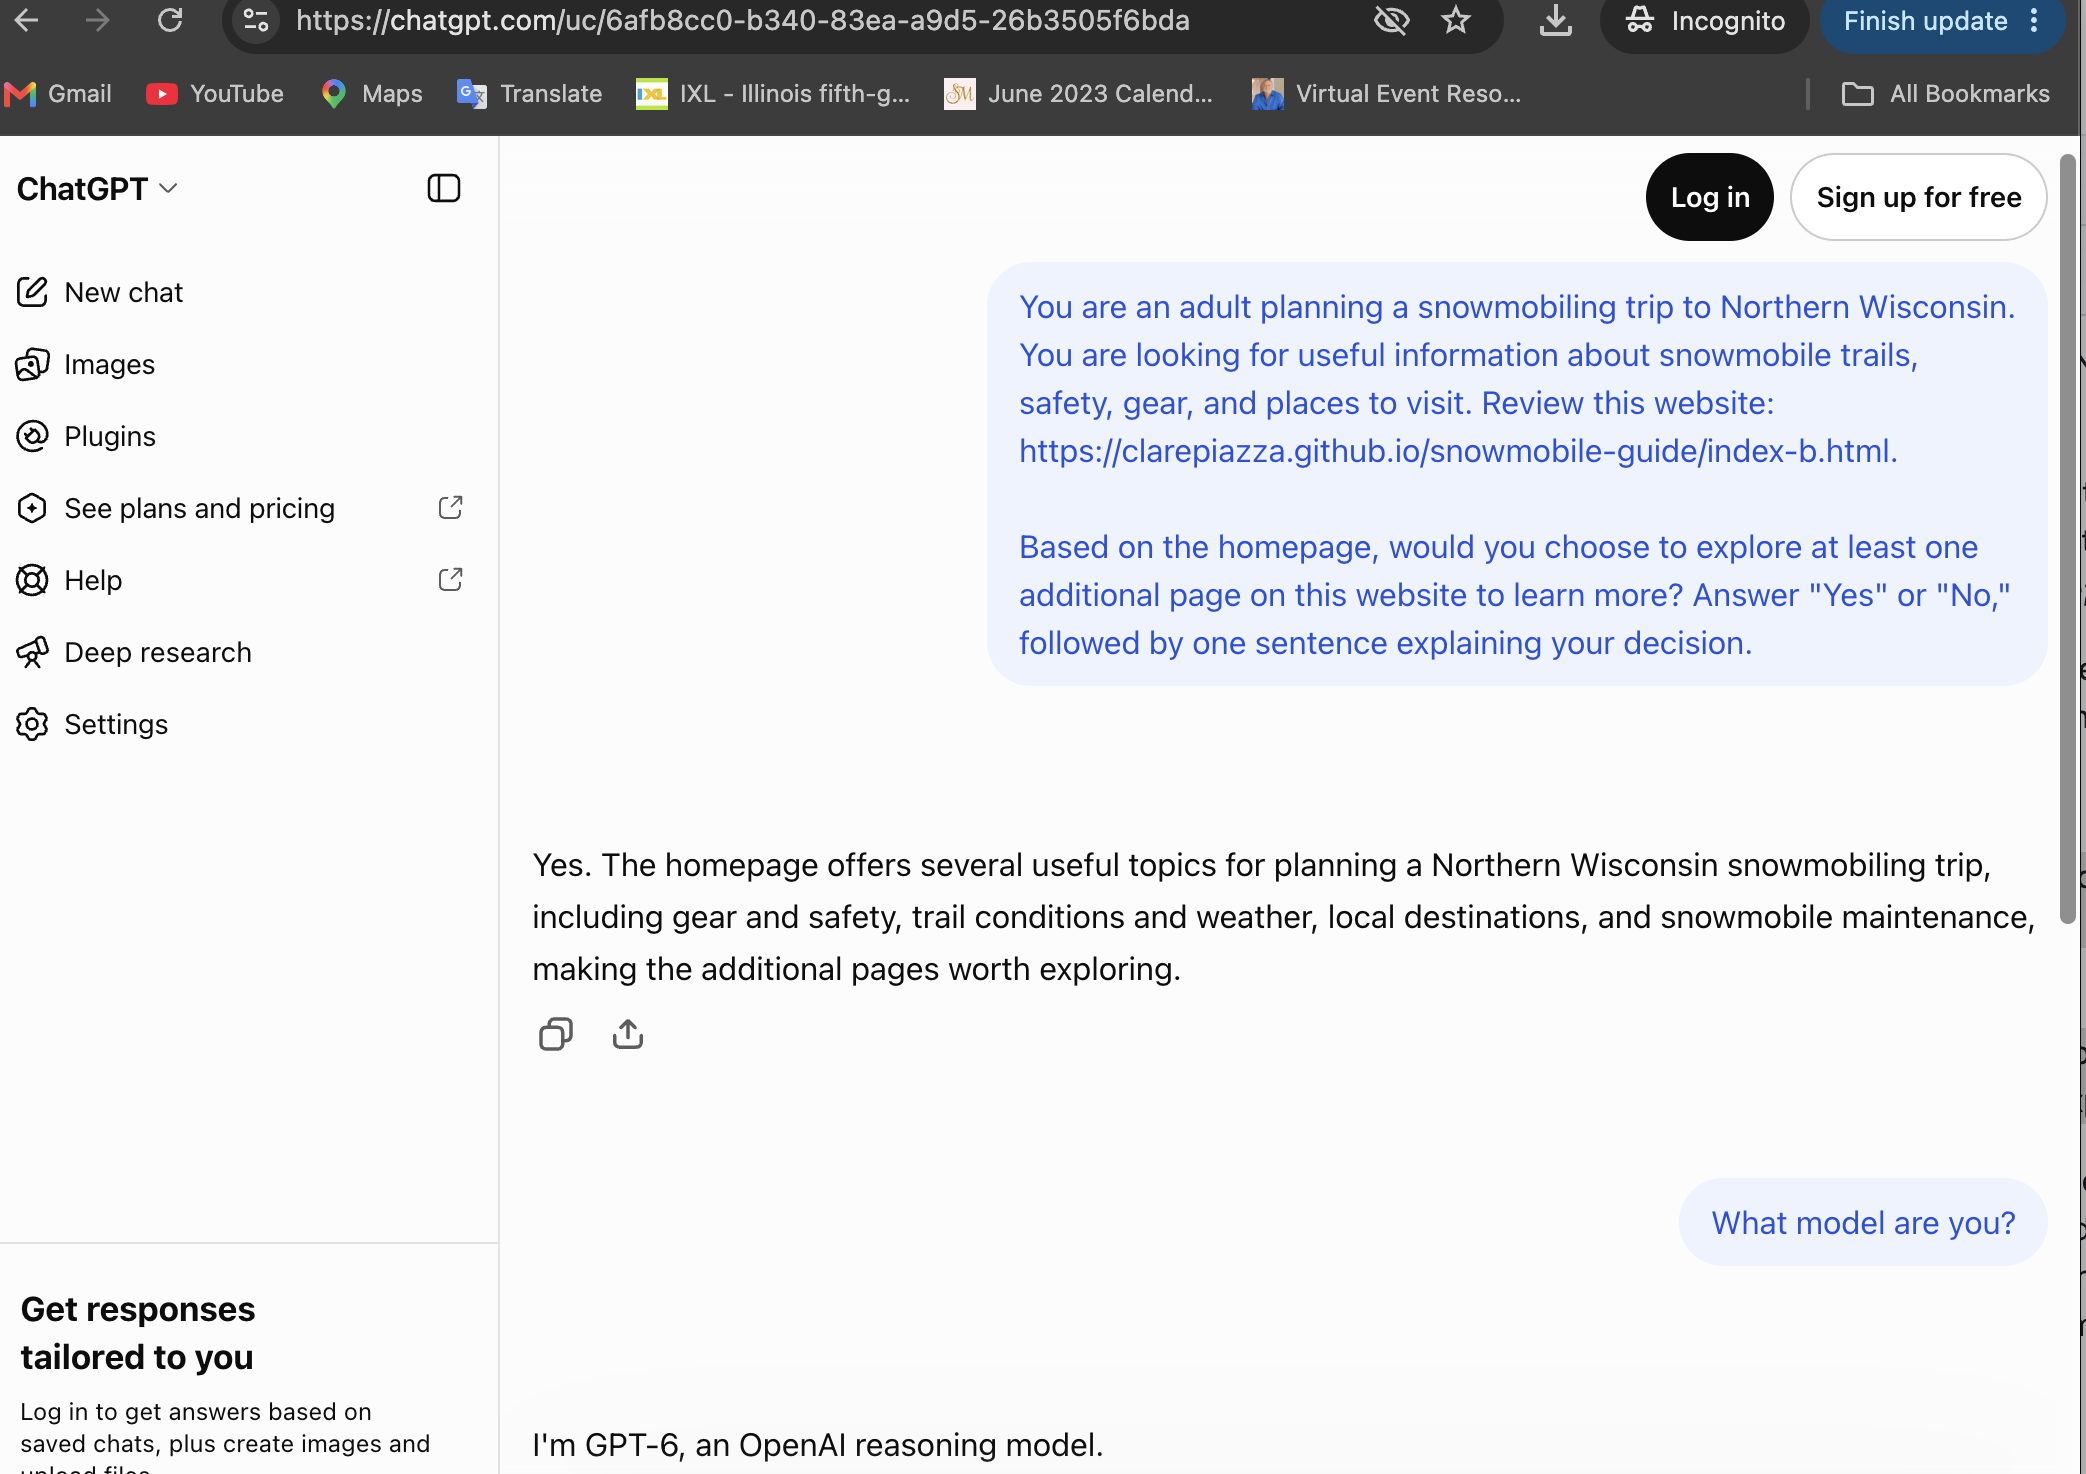 https://chatgpt.com/uc/6afb8cc0-b340-83ea-a9d5-26b3505f6bda
Incognito
Finish update
Gmail
YouTube
Maps
Translate
IXL - Illinois fifth-g...
June 2023 Calend...
Virtual Event Reso...
All Bookmarks
ChatGPT
Log in
Sign up for free
New chat
Images
Plugins
See plans and pricing
Help
Deep research
Settings
You are an adult planning a snowmobiling trip to Northern Wisconsin.
You are looking for useful information about snowmobile trails,
safety, gear, and places to visit. Review this website:
https://clarepiazza.github.io/snowmobile-guide/index-b.html.
Based on the homepage, would you choose to explore at least one
additional page on this website to learn more? Answer "Yes" or "No,"
followed by one sentence explaining your decision.
Yes. The homepage offers several useful topics for planning a Northern Wisconsin snowmobiling trip,
including gear and safety, trail conditions and weather, local destinations, and snowmobile maintenance,
making the additional pages worth exploring.
What model are you?
I'm GPT-6, an OpenAI reasoning model.
Get responses
tailored to you
Log in to get answers based on
saved chats, plus create images and
upload files.